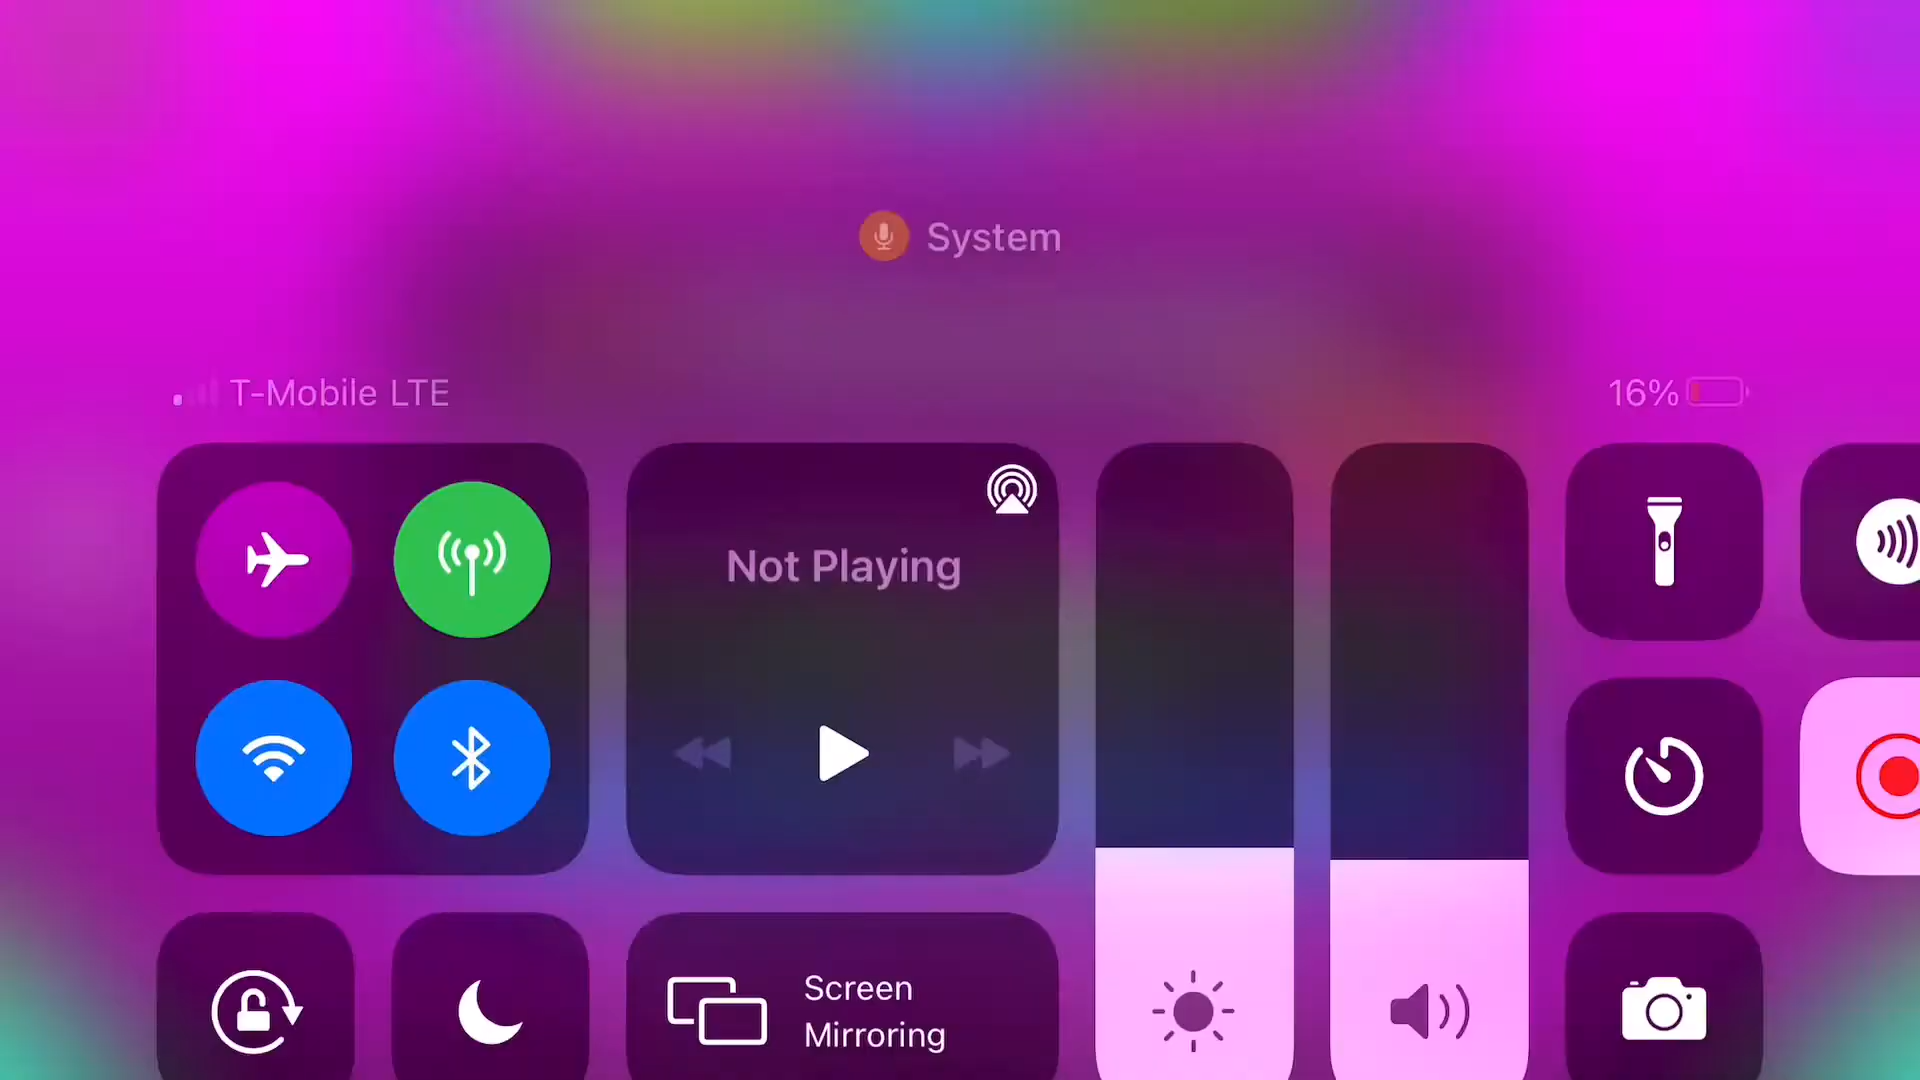 System
T-Mobile LTE
16%
Not Playing
Screen
Mirroring